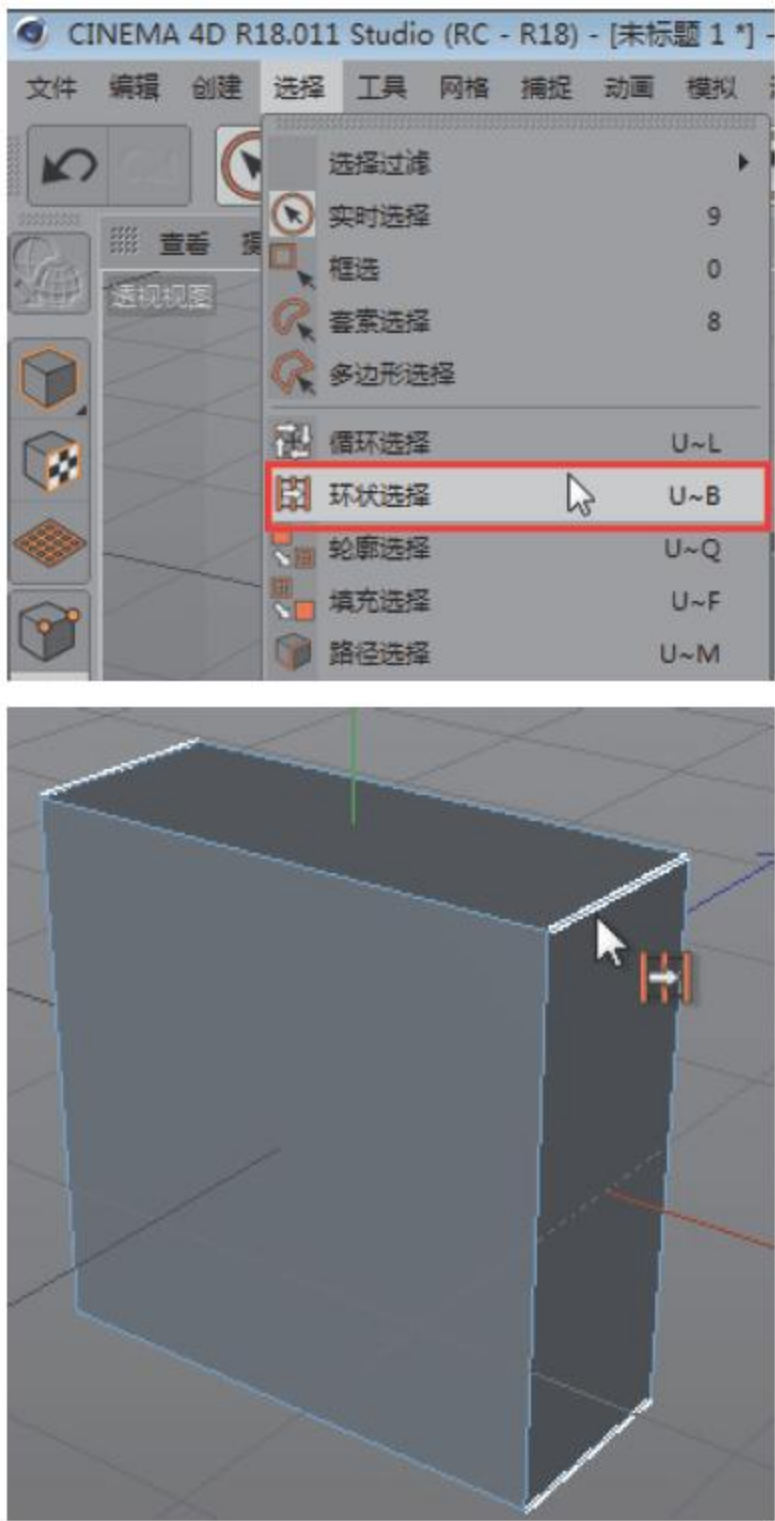 CINEMA 4D R18.011 Studio (RC - R18) - [未标题 1 *] -
文件 编辑 创建 选择 工具 网格 捕捉 动画 模拟
选择过滤
实时选择 9
查看
框选 0
透视视图
套索选择 8
多边形选择
循环选择 U~L
环状选择 U~B
轮廓选择 U~Q
填充选择 U~F
路径选择 U~M